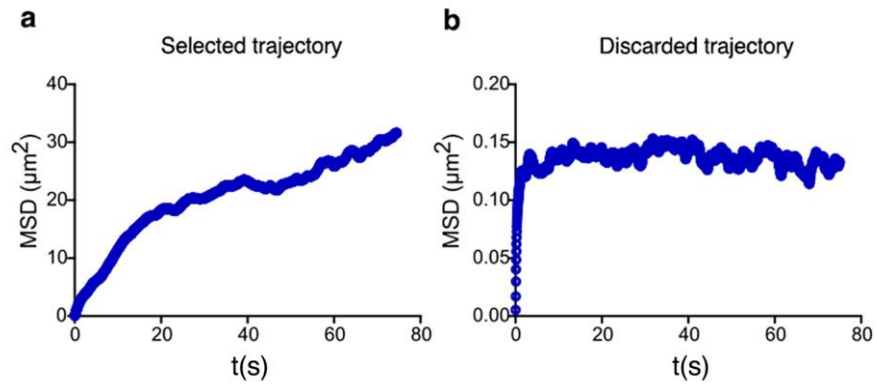 a
Selected trajectory
40
30
20
10
0
MSD (μm²)
0 20 40 60 80
t(s)
b
Discarded trajectory
0.20
0.15
0.10
0.05
0.00
MSD (μm²)
0 20 40 60 80
t(s)